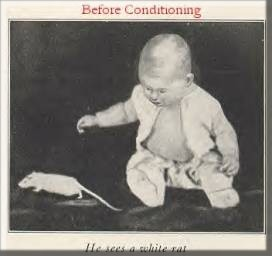 Before Conditioning
He sees a white rat